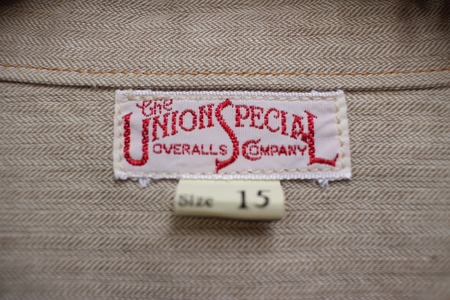 The
UNION SPECIAL
OVERALLS COMPANY
Size 15